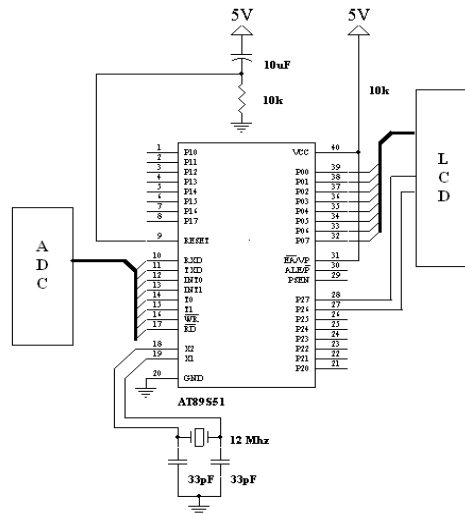 5V
5V
10uF
10k
10k
1 P10
2 P11
3 P12
4 P13
5 P14
6 P15
7 P16
8 P17
9 RESET
10 RXD
11 TXD
12 INT0
13 INT1
14 T0
15 T1
16 WR
17 RD
18 X2
19 X1
20 GND
VCC 40
P00 39
P01 38
P02 37
P03 36
P04 35
P05 34
P06 33
P07 32
EA/VP 31
ALE/P 30
PSEN 29
P27 28
P26 27
P25 26
P24 25
P23 24
P22 23
P21 22
P20 21
A
D
C
L
C
D
AT89S51
12 Mhz
33pF
33pF